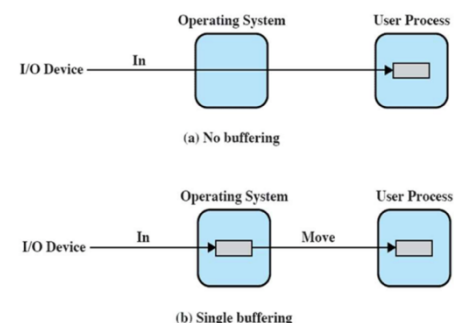 Operating System User Process
I/O Device In
(a) No buffering
Operating System User Process
I/O Device In Move
(b) Single buffering